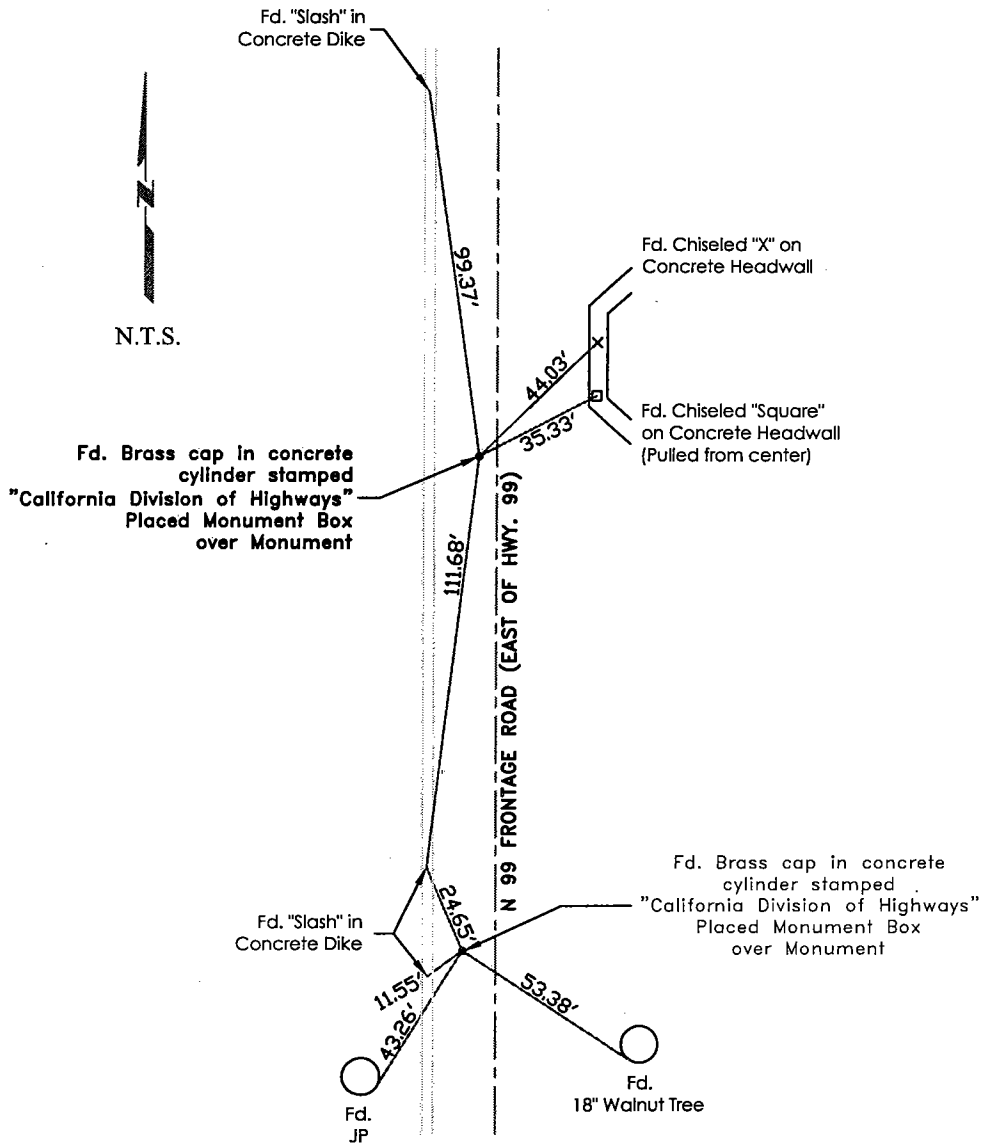 Fd. "Slash" in
Concrete Dike
N
N.T.S.
99.37'
Fd. Chiseled "X" on
Concrete Headwall
44.03'
35.33'
Fd. Chiseled "Square"
on Concrete Headwall
(Pulled from center)
Fd. Brass cap in concrete
cylinder stamped
"California Division of Highways"
Placed Monument Box
over Monument
111.68'
N 99 FRONTAGE ROAD (EAST OF HWY. 99)
Fd. Brass cap in concrete
cylinder stamped
"California Division of Highways"
Placed Monument Box
over Monument
Fd. "Slash" in
Concrete Dike
24.65'
11.55'
43.26'
53.38'
Fd.
JP
Fd.
18" Walnut Tree